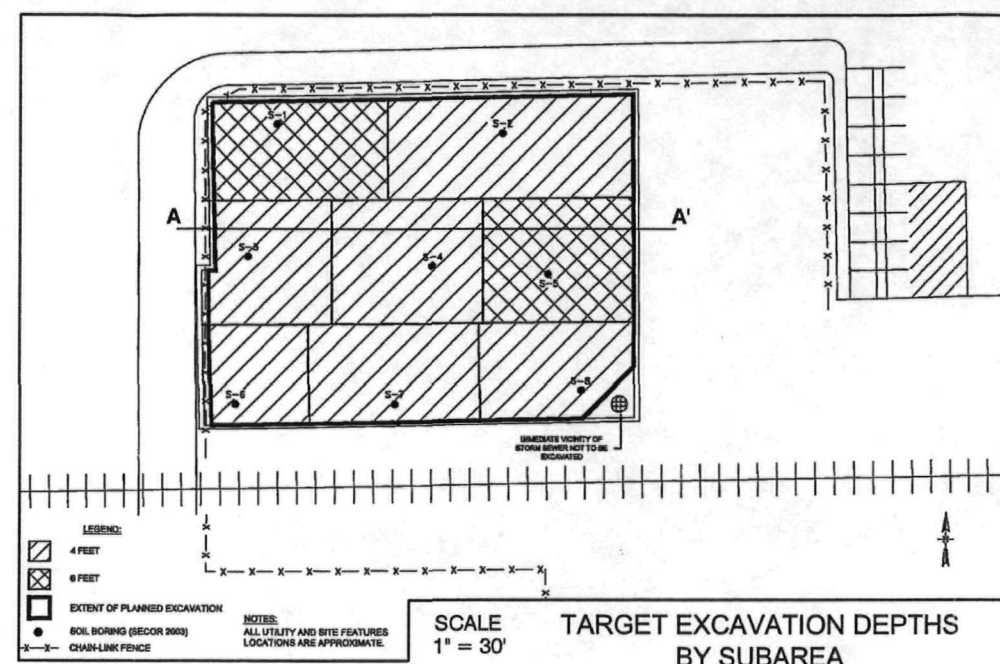 S-1
S-2
A
A'
S-3
S-4
S-5
S-6
S-7
S-8
IMMEDIATE VICINITY OF
STORM SEWER NOT TO BE
EXCAVATED
LEGEND:
4 FEET
6 FEET
EXTENT OF PLANNED EXCAVATION
SOIL BORING (SECOR 2003)
CHAIN-LINK FENCE
NOTES:
ALL UTILITY AND SITE FEATURES
LOCATIONS ARE APPROXIMATE.
SCALE
1" = 30'
TARGET EXCAVATION DEPTHS
BY SUBAREA